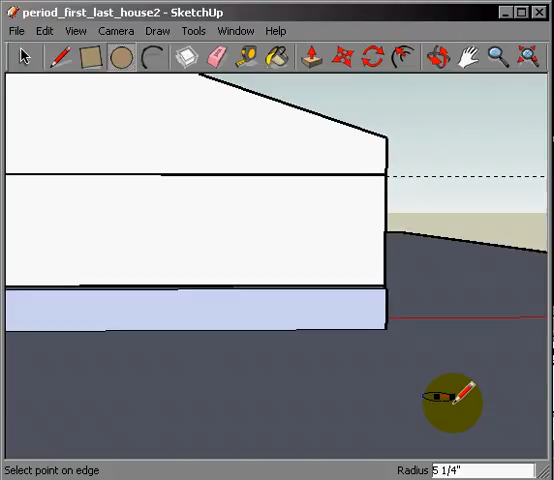 period_first_last_house2 - SketchUp
File Edit View Camera Draw Tools Window Help
Select point on edge Radius 5 1/4"